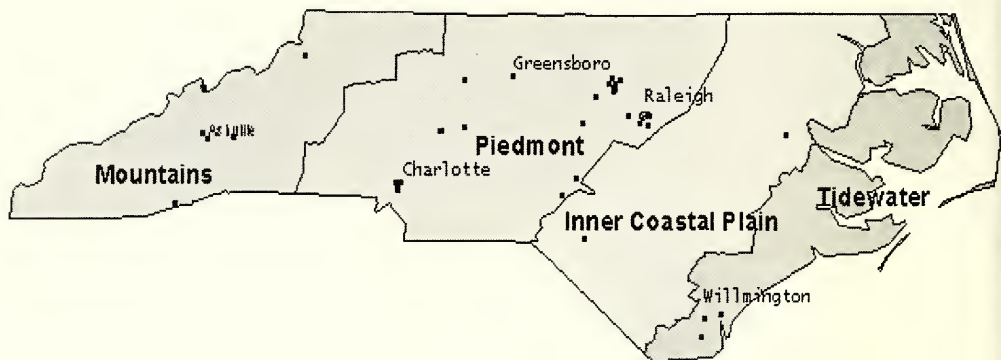 Greensboro
Raleigh
Piedmont
Mountains
Charlotte
Tidewater
Inner Coastal Plain
Willmington